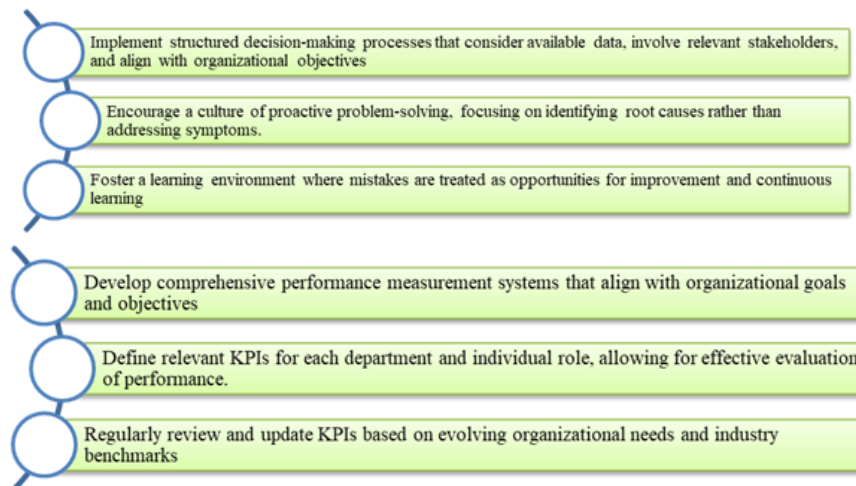 Implement structured decision-making processes that consider available data, involve relevant stakeholders,
and align with organizational objectives
Encourage a culture of proactive problem-solving, focusing on identifying root causes rather than
addressing symptoms.
Foster a learning environment where mistakes are treated as opportunities for improvement and continuous
learning
Develop comprehensive performance measurement systems that align with organizational goals
and objectives
Define relevant KPIs for each department and individual role, allowing for effective evaluation
of performance.
Regularly review and update KPIs based on evolving organizational needs and industry
benchmarks